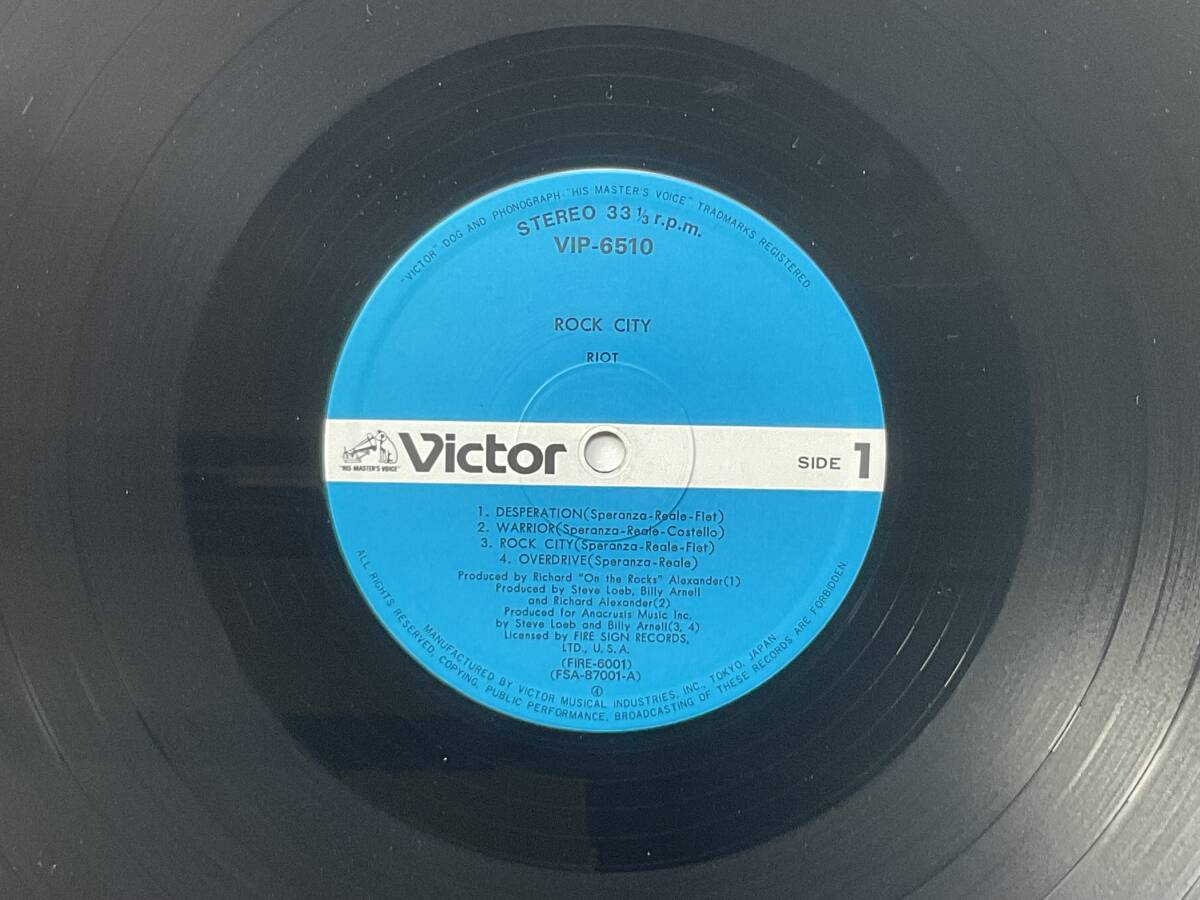 "VICTOR"-DOG AND PHONOGRAPH-"HIS MASTER'S VOICE" TRADMARKS REGISTERED.
STEREO 33 1/3 r.p.m.
VIP-6510
ROCK CITY
RIOT
"HIS MASTER'S VOICE"
Victor
SIDE 1
1. DESPERATION(Speranza-Reale-Flet)
2. WARRIOR(Speranza-Reale-Costello)
3. ROCK CITY(Speranza-Reale-Flet)
4. OVERDRIVE(Speranza-Reale)
Produced by Richard "On the Rocks" Alexander(1)
Produced by Steve Loeb, Billy Arnell
and Richard Alexander(2)
Produced for Anacrusis Music Inc.
by Steve Loeb and Billy Arnell(3, 4)
Licensed by FIRE SIGN RECORDS,
LTD., U. S. A.
(FIRE-6001)
(FSA-87001-A)
④
MANUFACTURED BY VICTOR MUSICAL INDUSTRIES, INC., TOKYO, JAPAN
ALL RIGHTS RESERVED. COPYING, PUBLIC PERFORMANCE, BROADCASTING OF THESE RECORDS ARE FORBIDDEN